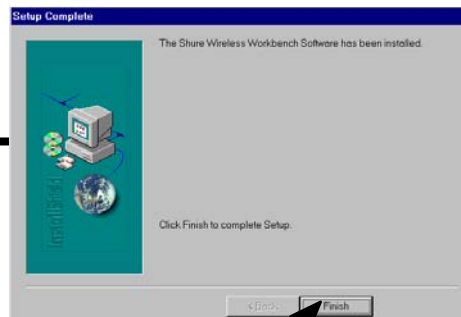 Setup Complete
The Shure Wireless Workbench Software has been installed.
InstallShield
Click Finish to complete Setup.
< Back
Finish